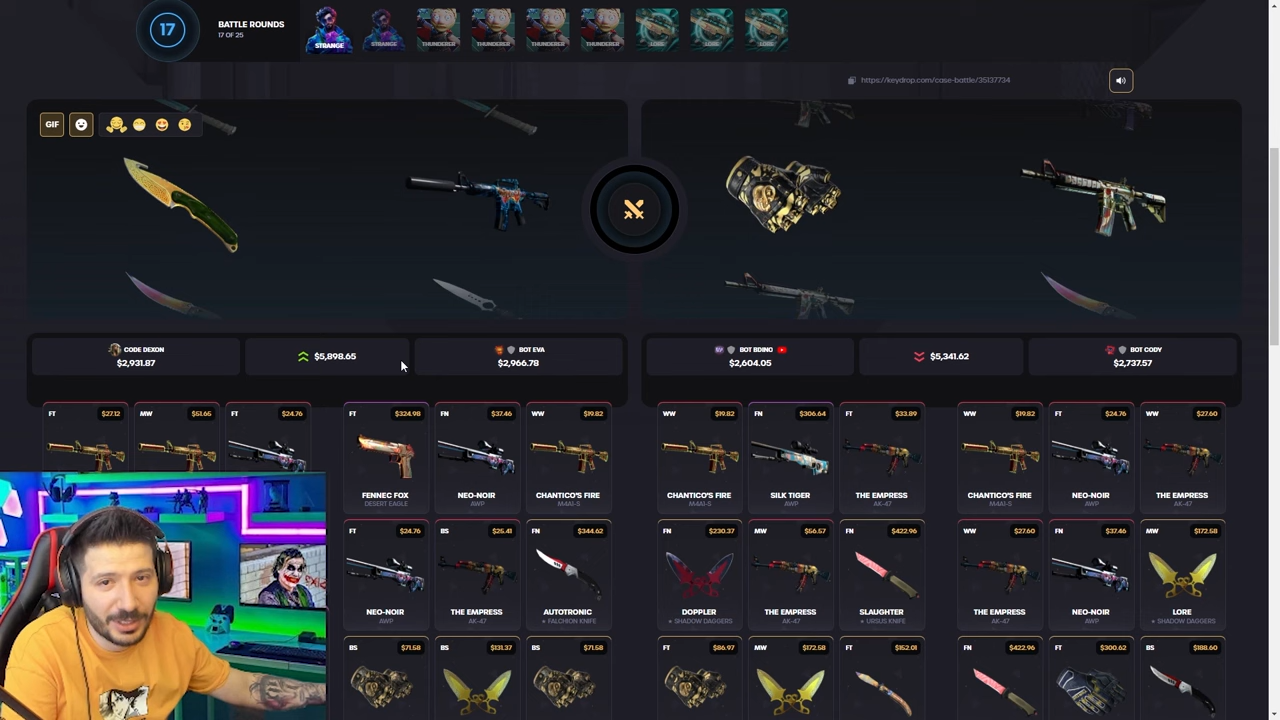 17
BATTLE ROUNDS
17 OF 25
STRANGE
STRANGE
THUNDERER
THUNDERER
THUNDERER
THUNDERER
LORE
LORE
LORE
https://keydrop.com/case-battle/35137734
GIF
CODE DEXON
$2,931.87
$5,898.65
BOT EVA
$2,966.78
BOT BDINO
$2,604.05
$5,341.62
BOT CODY
$2,737.57
FT $27.12
MW $51.65
FT $24.76
FT $324.98
FENNEC FOX
DESERT EAGLE
FN $37.46
NEO-NOIR
AWP
WW $19.82
CHANTICO'S FIRE
M4A1-S
WW $19.82
CHANTICO'S FIRE
M4A1-S
FN $306.64
SILK TIGER
AWP
FT $33.89
THE EMPRESS
AK-47
WW $19.82
CHANTICO'S FIRE
M4A1-S
FT $24.76
NEO-NOIR
AWP
WW $27.60
THE EMPRESS
AK-47
FT $24.76
NEO-NOIR
AWP
BS $25.41
THE EMPRESS
AK-47
FN $344.62
AUTOTRONIC
★ FALCHION KNIFE
FN $230.37
DOPPLER
★ SHADOW DAGGERS
MW $56.57
THE EMPRESS
AK-47
FN $422.96
SLAUGHTER
★ URSUS KNIFE
WW $27.60
THE EMPRESS
AK-47
FN $37.46
NEO-NOIR
AWP
MW $172.58
LORE
★ SHADOW DAGGERS
BS $71.58
BS $131.37
BS $71.58
FT $86.97
MW $172.58
FT $152.01
FN $422.96
FT $300.62
BS $188.60